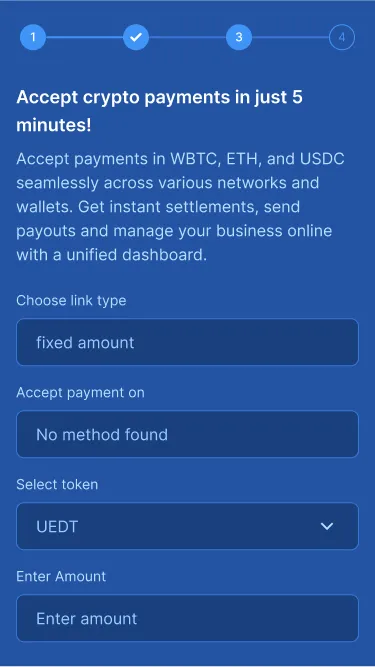 1
3
4
Accept crypto payments in just 5
minutes!
Accept payments in WBTC, ETH, and USDC
seamlessly across various networks and
wallets. Get instant settlements, send
payouts and manage your business online
with a unified dashboard.
Choose link type
fixed amount
Accept payment on
No method found
Select token
UEDT
Enter Amount
Enter amount